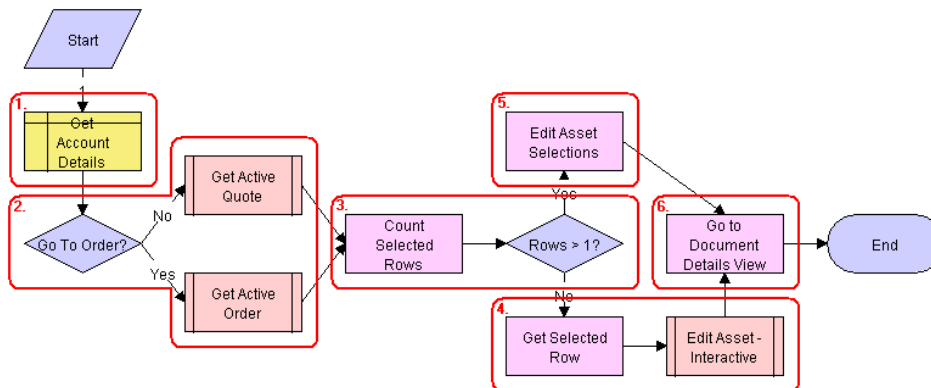 Start
1.
Get
Account
Details
2.
Go To Order?
No
Yes
Get Active
Quote
Get Active
Order
3.
Count
Selected
Rows
Rows > 1?
Yes
No
5.
Edit Asset
Selections
4.
Get Selected
Row
Edit Asset -
Interactive
6.
Go to
Document
Details View
End